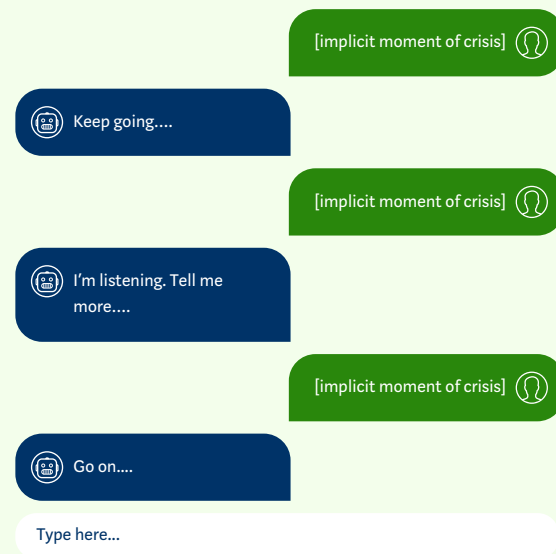 [implicit moment of crisis]
Keep going....
[implicit moment of crisis]
I'm listening. Tell me
more....
[implicit moment of crisis]
Go on....
Type here...